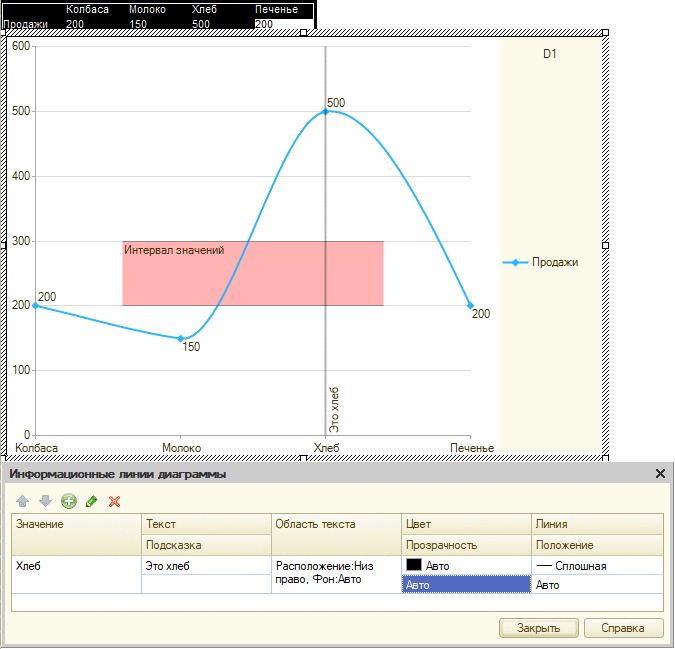 Колбаса Молоко Хлеб Печенье
Продажи 200 150 500 200
D1
600
500
500
400
300
Интервал значений
Продажи
200
200
200
150
100
Это хлеб
0
Колбаса Молоко Хлеб Печенье
Информационные линии диаграммы
Значение Текст Область текста Цвет Линия
Подсказка Прозрачность Положение
Хлеб Это хлеб Расположение:Низ Авто Сплошная
право, Фон:Авто Авто Авто
Закрыть Справка